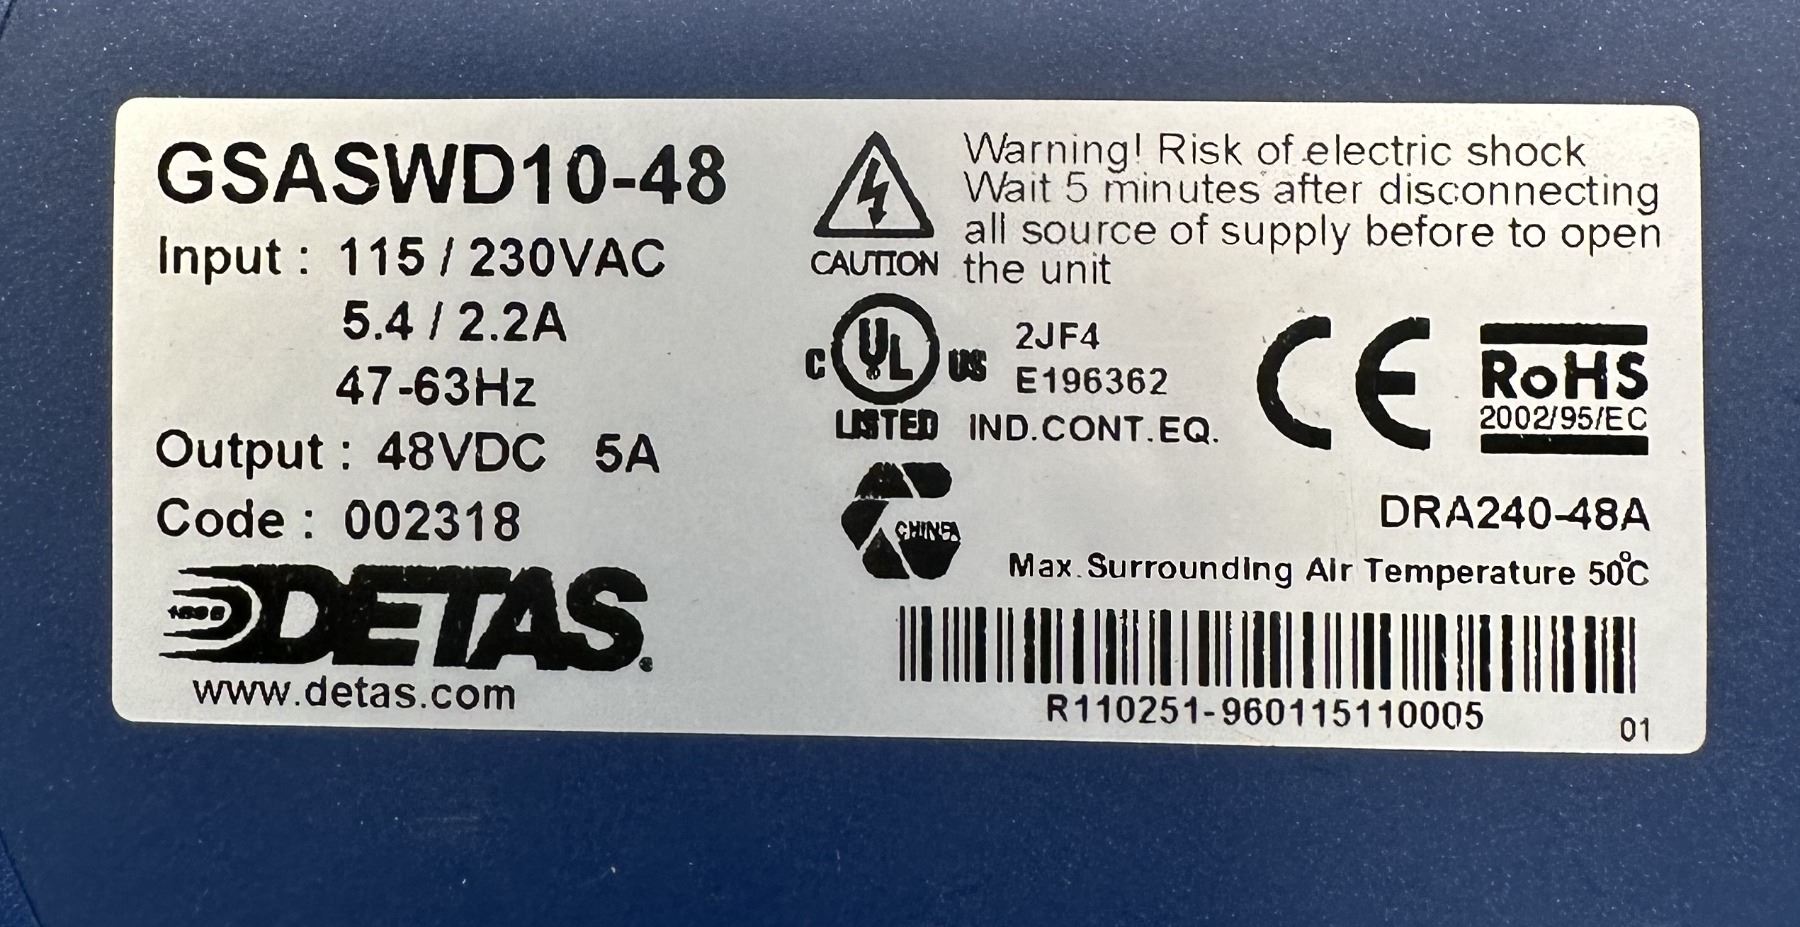 GSASWD10-48
Input : 115 / 230VAC
5.4 / 2.2A
47-63Hz
Output : 48VDC 5A
Code : 002318
DETAS
www.detas.com
CAUTION
Warning! Risk of electric shock
Wait 5 minutes after disconnecting
all source of supply before to open
the unit
C UL US
LISTED
2JF4
E196362
IND.CONT.EQ.
CE
RoHS
2002/95/EC
CHINA
DRA240-48A
Max.Surrounding Air Temperature 50°C
R110251-960115110005
01